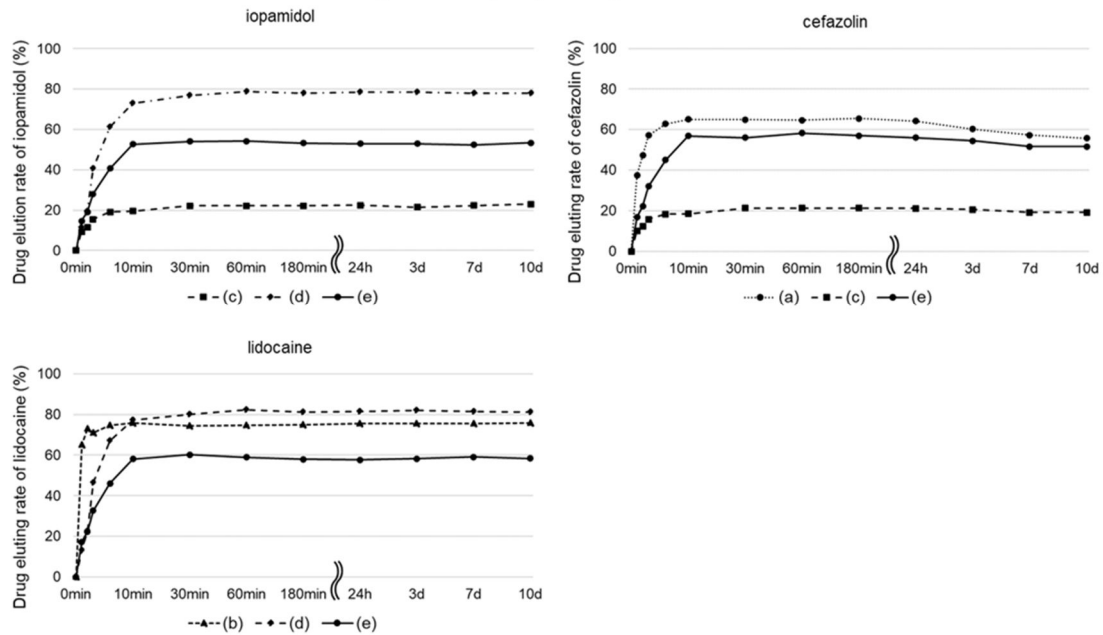 iopamidol
Drug elution rate of iopamidol (%)
100
80
60
40
20
0
0min 10min 30min 60min 180min 24h 3d 7d 10d
(c) (d) (e)
cefazolin
Drug eluting rate of cefazolin (%)
100
80
60
40
20
0
0min 10min 30min 60min 180min 24h 3d 7d 10d
(a) (c) (e)
lidocaine
Drug eluting rate of lidocaine (%)
100
80
60
40
20
0
0min 10min 30min 60min 180min 24h 3d 7d 10d
(b) (d) (e)